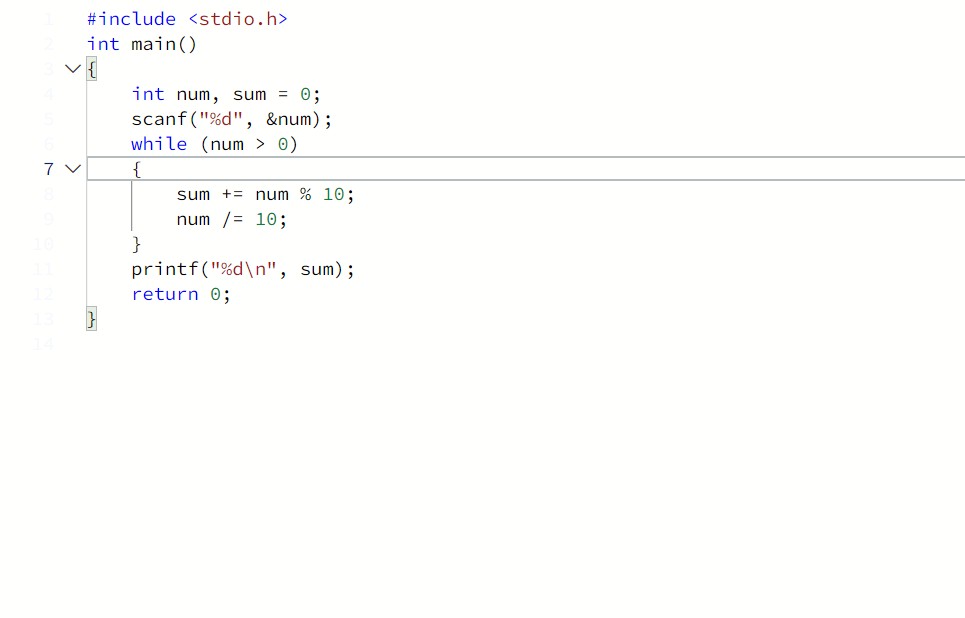 1 #include <stdio.h>
2 int main()
3 {
4 int num, sum = 0;
5 scanf("%d", &num);
6 while (num > 0)
7 {
8 sum += num % 10;
9 num /= 10;
10 }
11 printf("%d\n", sum);
12 return 0;
13 }
14